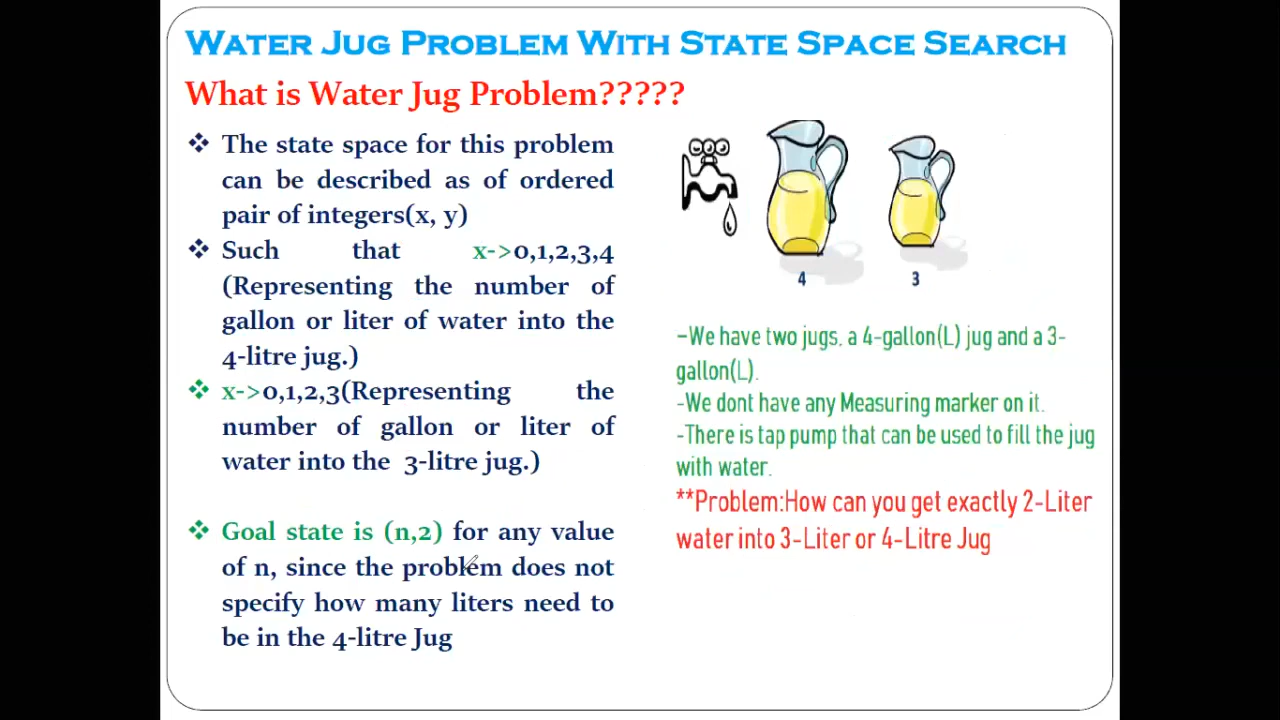 WATER JUG PROBLEM WITH STATE SPACE SEARCH
What is Water Jug Problem?????
The state space for this problem
can be described as of ordered
pair of integers(x, y)
Such that x->0,1,2,3,4
(Representing the number of
gallon or liter of water into the
4-litre jug.)
x->0,1,2,3(Representing the
number of gallon or liter of
water into the 3-litre jug.)
Goal state is (n,2) for any value
of n, since the problem does not
specify how many liters need to
be in the 4-litre Jug
4 3
-We have two jugs, a 4-gallon(L) jug and a 3-
gallon(L).
-We dont have any Measuring marker on it.
-There is tap pump that can be used to fill the jug
with water.
**Problem:How can you get exactly 2-Liter
water into 3-Liter or 4-Litre Jug